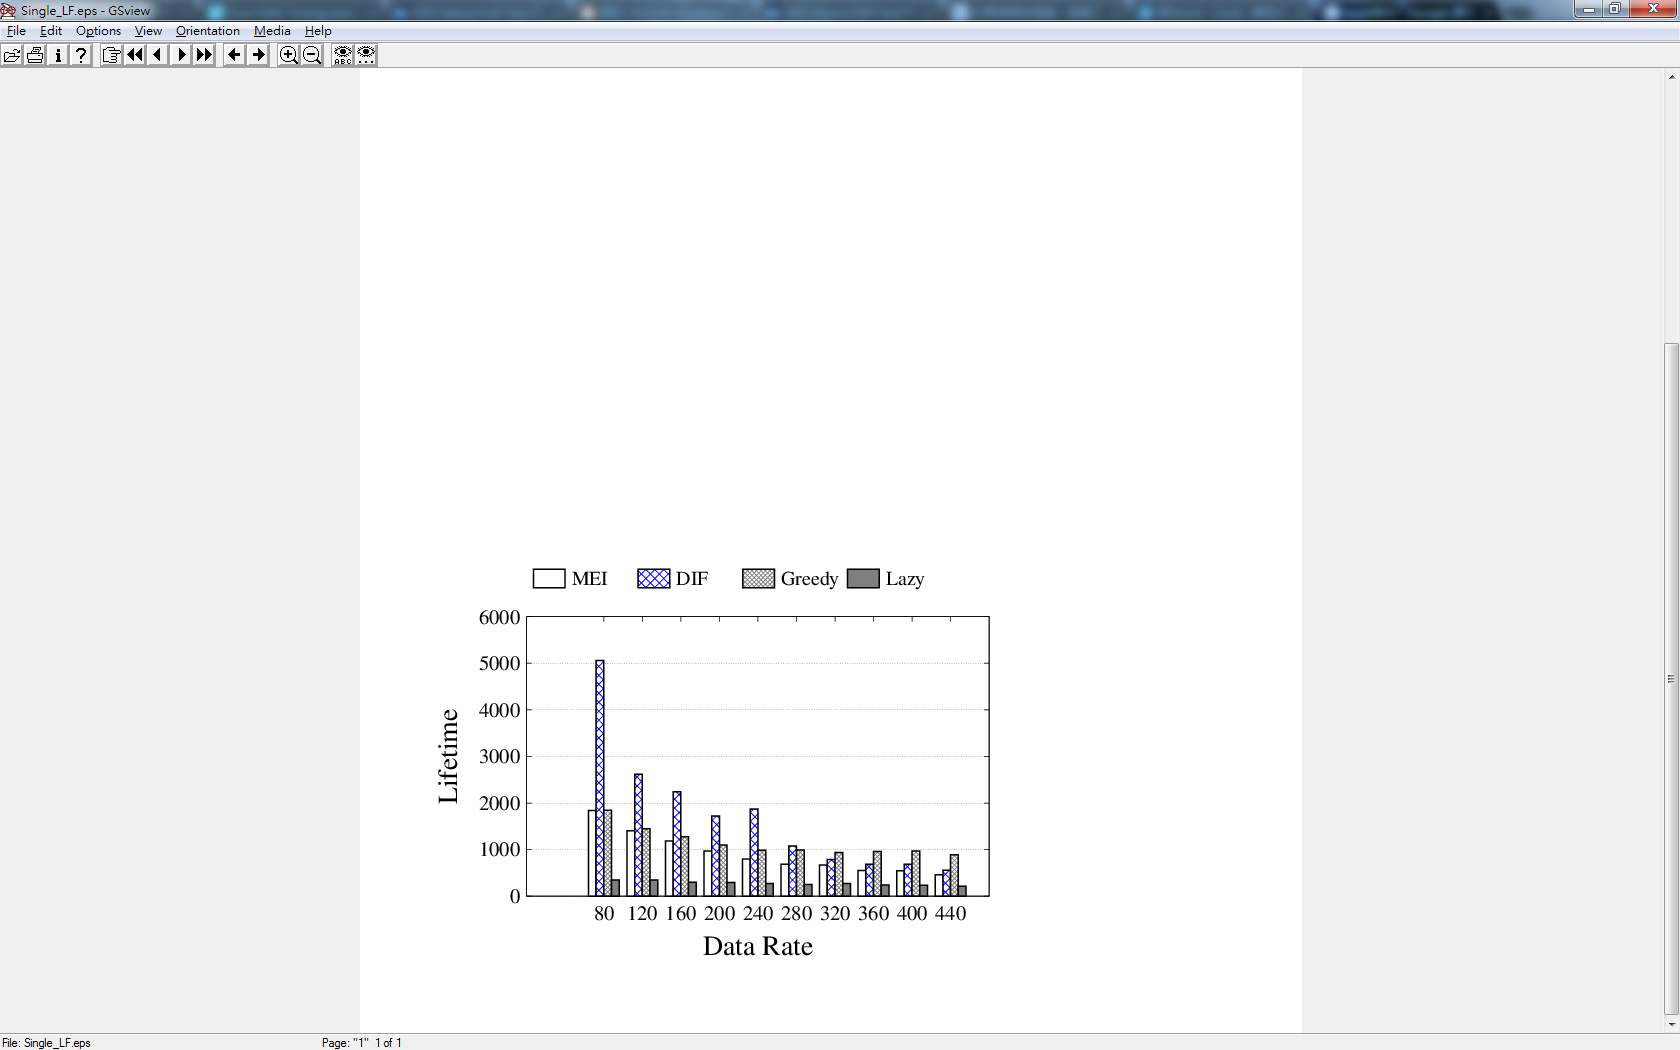 Single_LF.eps - GSview
File Edit Options View Orientation Media Help
ABC
MEI DIF Greedy Lazy
6000
5000
4000
3000
2000
1000
0
Lifetime
80 120 160 200 240 280 320 360 400 440
Data Rate
File: Single_LF.eps Page: "1" 1 of 1